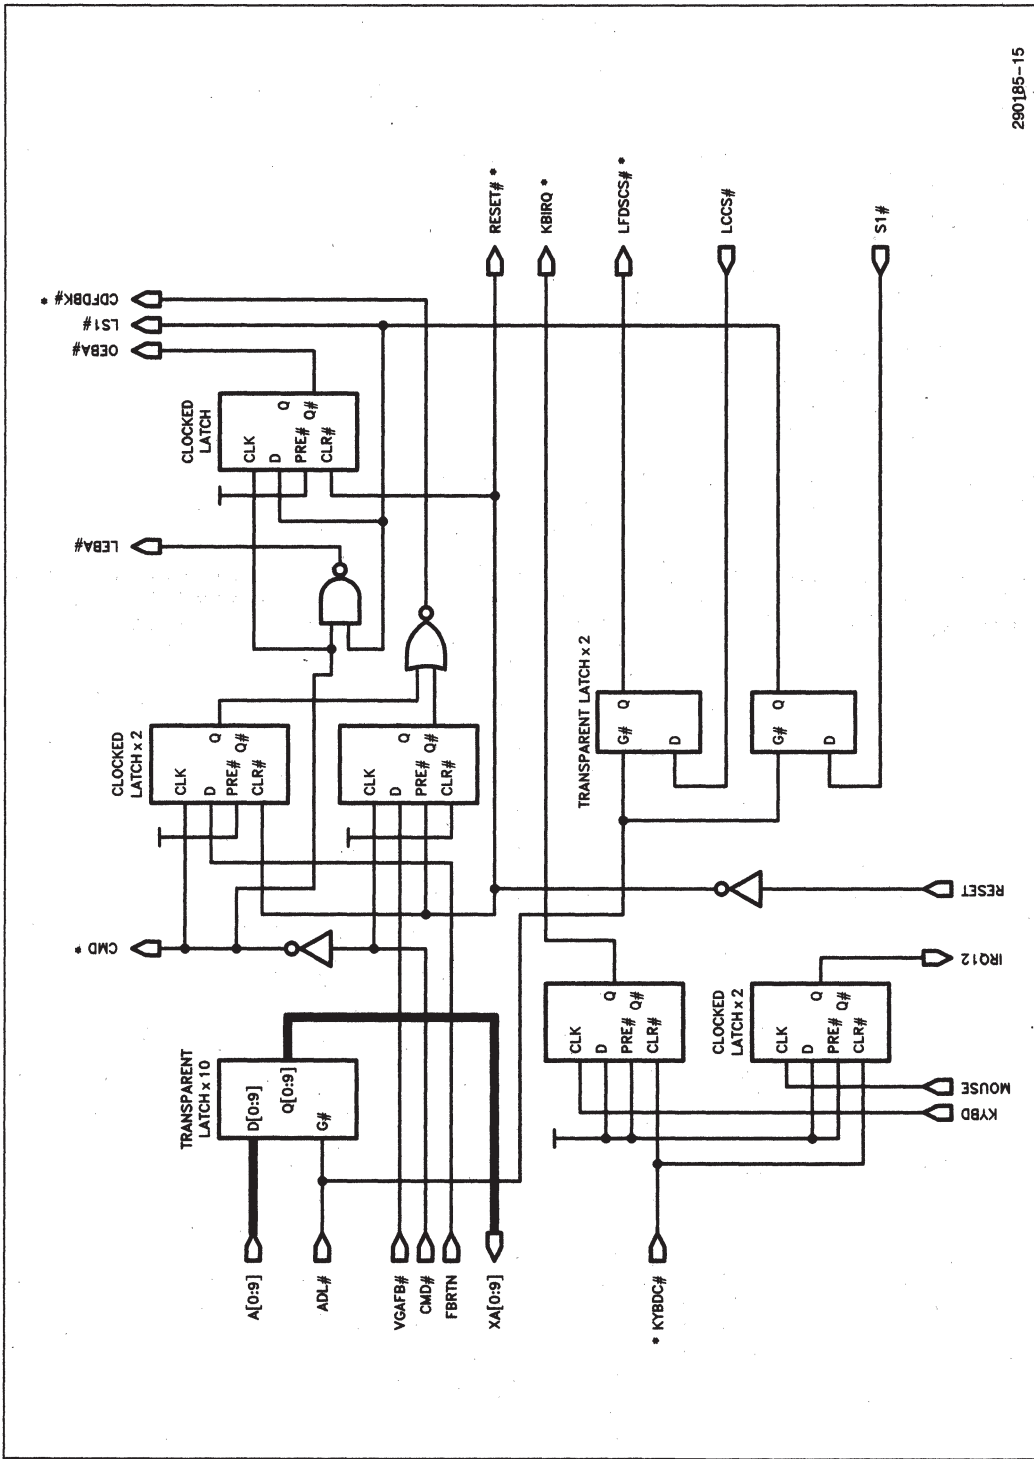 290185-15
CDFDBK# *
LS1#
OEBA#
LEBA#
CMD *
CLOCKED
LATCH
CLK
D
PRE#
CLR#
Q
Q#
CLOCKED
LATCH x 2
CLK
D
PRE#
CLR#
Q
Q#
CLK
D
PRE#
CLR#
Q
Q#
TRANSPARENT
LATCH x 10
D[0:9]
Q[0:9]
G#
A[0:9]
ADL#
VGAFB#
CMD#
FBRTN
XA[0:9]
* KYBDC#
RESET# *
KBIRQ *
LFDSCS# *
LCCS#
S1#
TRANSPARENT LATCH x 2
G#
D
Q
G#
D
Q
CLK
D
PRE#
CLR#
Q
Q#
CLOCKED
LATCH x 2
CLK
D
PRE#
CLR#
Q
Q#
RESET
IRQ12
MOUSE
KYBD